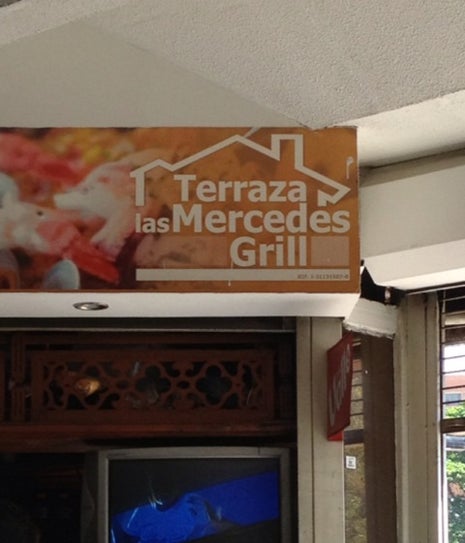 Terraza
las Mercedes
Grill